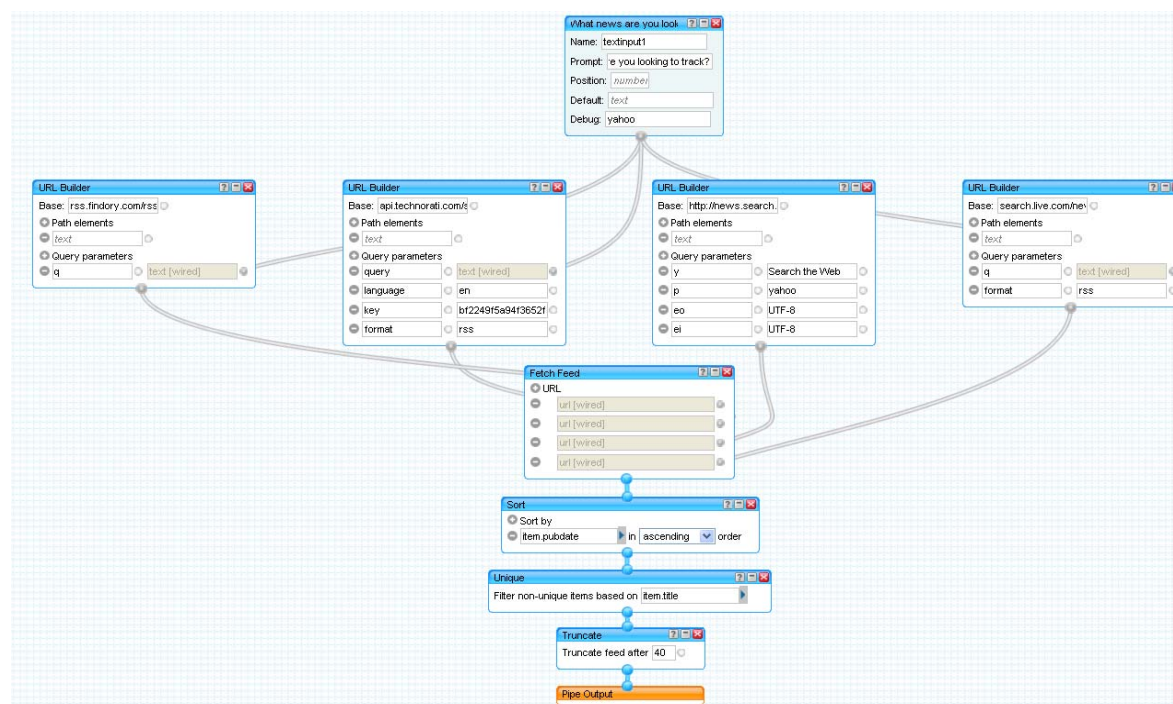 What news are you look
Name: textinput1
Prompt: 're you looking to track?
Position: number
Default: text
Debug: yahoo
URL Builder
Base: rss.findory.com/rss
Path elements
text
Query parameters
q text [wired]
URL Builder
Base: api.technorati.com/s
Path elements
text
Query parameters
query text [wired]
language en
key bf2249f5a94f3652f
format rss
URL Builder
Base: http://news.search.
Path elements
text
Query parameters
y Search the Web
p yahoo
eo UTF-8
ei UTF-8
URL Builder
Base: search.live.com/nev
Path elements
text
Query parameters
q text [wired]
format rss
Fetch Feed
URL
url [wired]
url [wired]
url [wired]
url [wired]
Sort
Sort by
item.pubdate in ascending order
Unique
Filter non-unique items based on item.title
Truncate
Truncate feed after 40
Pipe Output